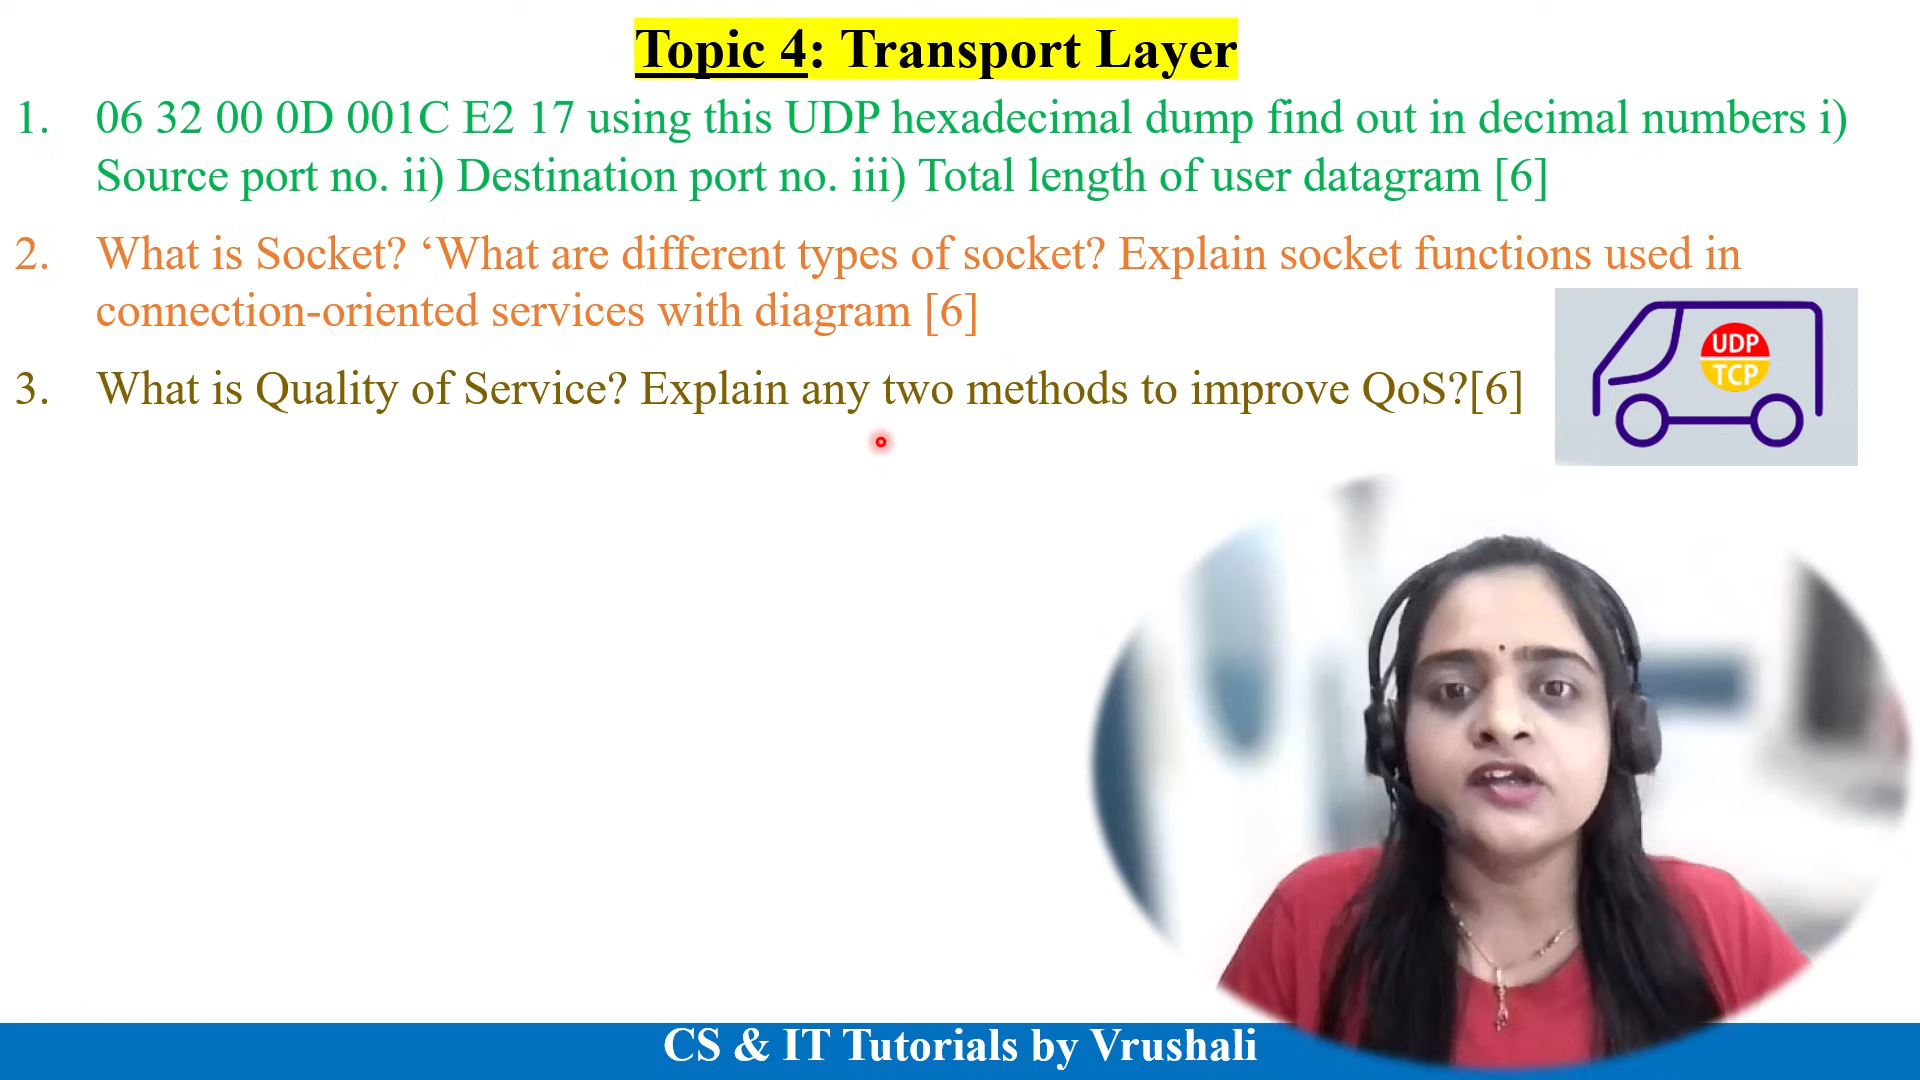 Topic 4: Transport Layer
1. 06 32 00 0D 001C E2 17 using this UDP hexadecimal dump find out in decimal numbers i)
Source port no. ii) Destination port no. iii) Total length of user datagram [6]
2. What is Socket? ‘What are different types of socket? Explain socket functions used in
connection-oriented services with diagram [6]
3. What is Quality of Service? Explain any two methods to improve QoS?[6]
UDP
TCP
CS & IT Tutorials by Vrushali